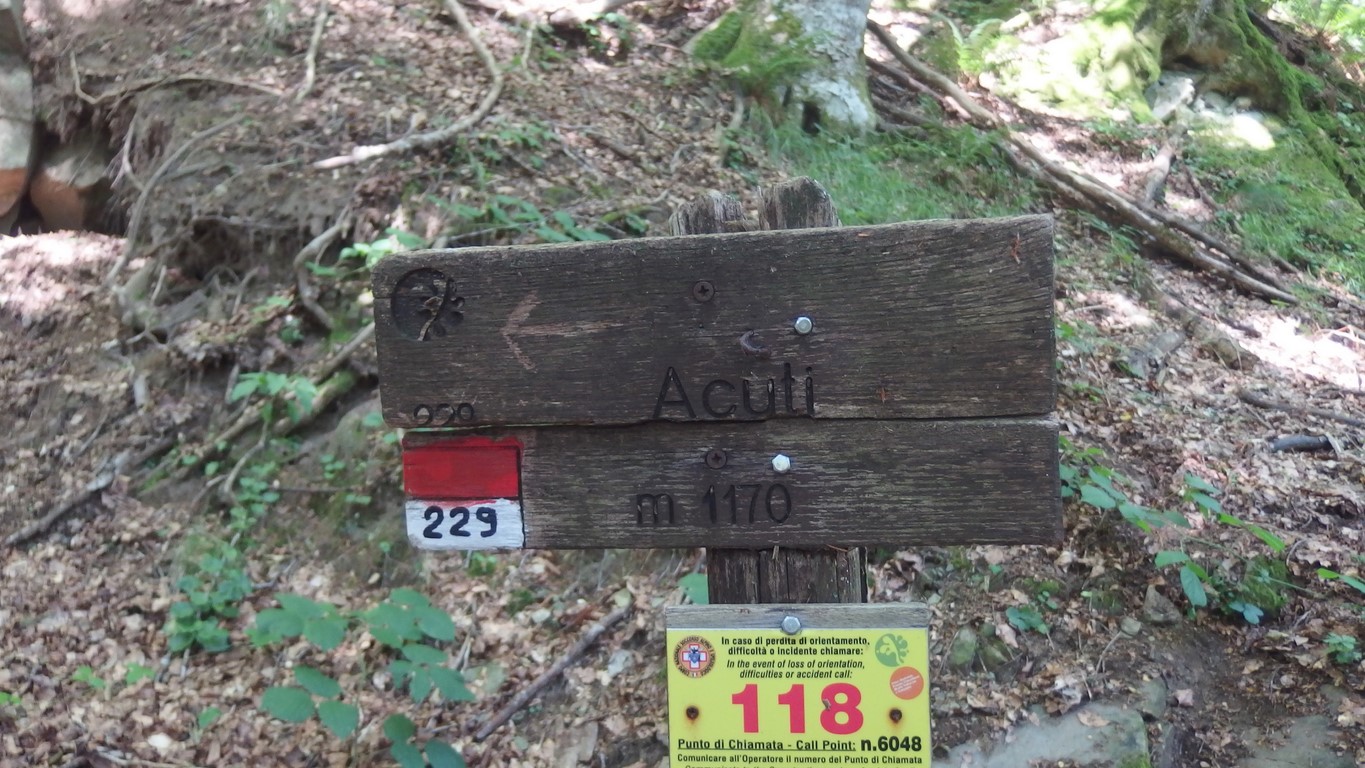 Acuti
229
m 1170
229
In caso di perdita di orientamento,
difficoltà o incidente chiamare:
In the event of loss of orientation,
difficulties or accident call:
118
Punto di Chiamata - Call Point: n.6048
Comunicare all'Operatore il numero del Punto di Chiamata